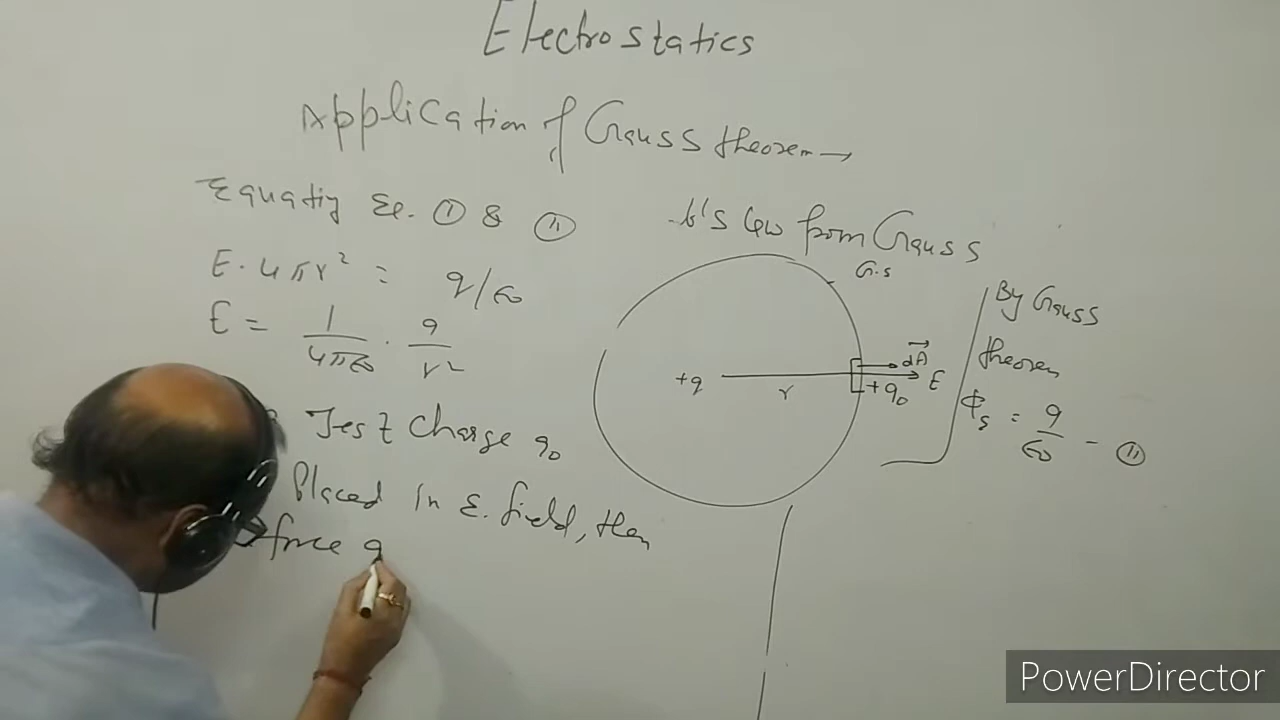 Electrostatics
Application of Gauss theorem →
Equating Eq. ① & ⑪
E · 4πr² = q/ε₀
E = 1/4πε₀ · q/r²
Test charge q₀
Placed in E. field, then
force q
b's law from Gauss
G.S
+q
r
dA
E
+q₀
By Gauss
theorem
Φs = q/ε₀ - ⑪
PowerDirector